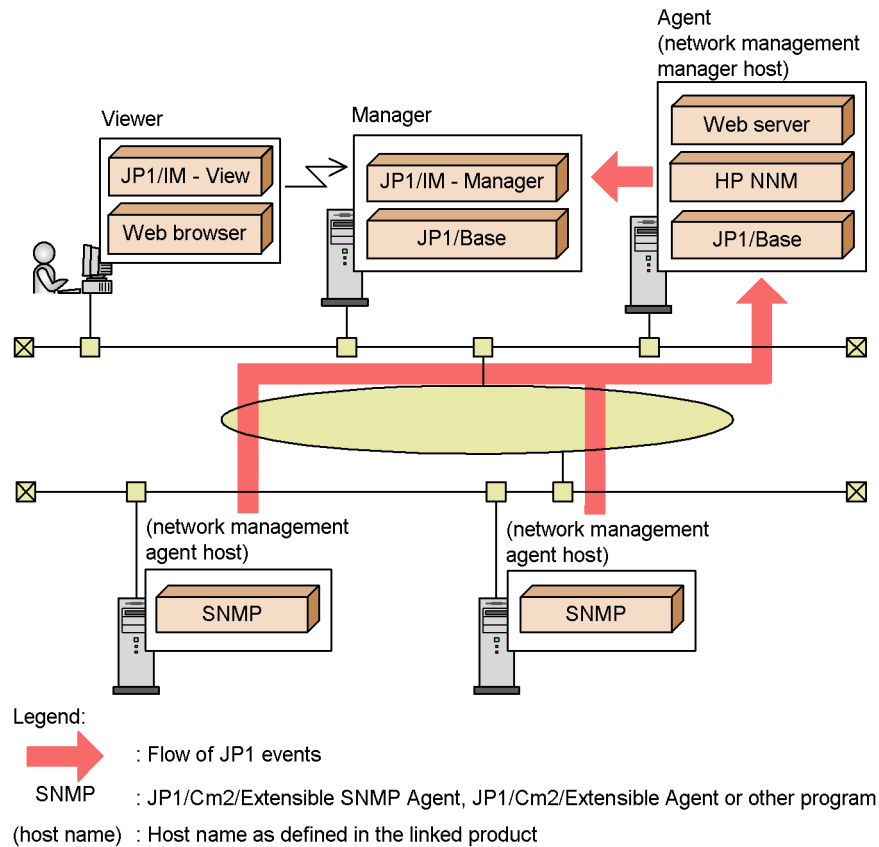 Agent
(network management
manager host)
Viewer
Manager
Web server
JP1/IM - View
JP1/IM - Manager
HP NNM
Web browser
JP1/Base
JP1/Base
(network management
agent host)
(network management
agent host)
SNMP
SNMP
Legend:
: Flow of JP1 events
SNMP : JP1/Cm2/Extensible SNMP Agent, JP1/Cm2/Extensible Agent or other program
(host name) : Host name as defined in the linked product